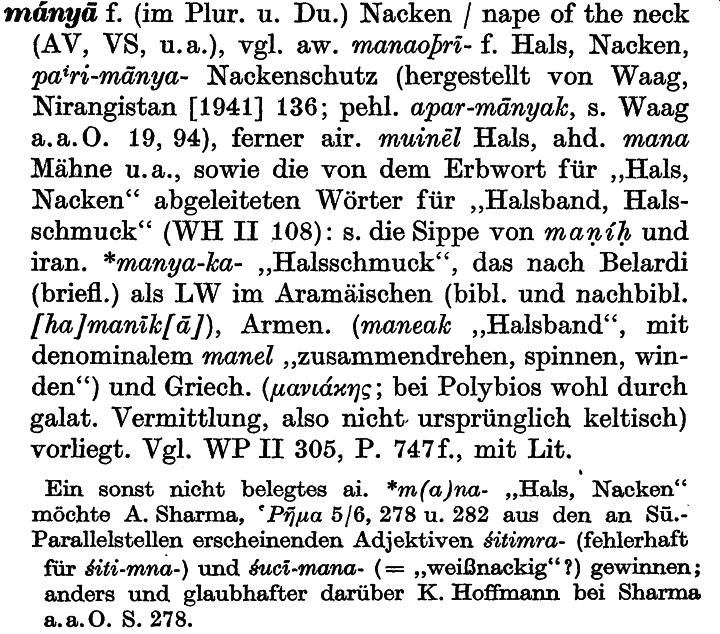 mányā f. (im Plur. u. Du.) Nacken / nape of the neck
(AV, VS, u.a.), vgl. aw. manaoþrī- f. Hals, Nacken,
paⁱri-mānya- Nackenschutz (hergestellt von Waag,
Nirangistan [1941] 136; pehl. apar-mānyak, s. Waag
a.a.O. 19, 94), ferner air. muinēl Hals, ahd. mana
Mähne u.a., sowie die von dem Erbwort für „Hals,
Nacken“ abgeleiteten Wörter für „Halsband, Hals-
schmuck“ (WH II 108): s. die Sippe von maṇíḥ und
iran. *manya-ka- „Halsschmuck“, das nach Belardi
(briefl.) als LW im Aramäischen (bibl. und nachbibl.
[ha]manīk[ā]), Armen. (maneak „Halsband“, mit
denominalem manel „zusammendrehen, spinnen, win-
den“) und Griech. (μανιάκης; bei Polybios wohl durch
galat. Vermittlung, also nicht ursprünglich keltisch)
vorliegt. Vgl. WP II 305, P. 747f., mit Lit.
Ein sonst nicht belegtes ai. *m(a)na- „Hals, Nacken“
möchte A. Sharma, ʽΡῆμα 5/6, 278 u. 282 aus den an Sū.-
Parallelstellen erscheinenden Adjektiven śitimra- (fehlerhaft
für śiti-mna-) und śucī-mana- (= „weißnackig“?) gewinnen;
anders und glaubhafter darüber K. Hoffmann bei Sharma
a.a.O. S. 278.